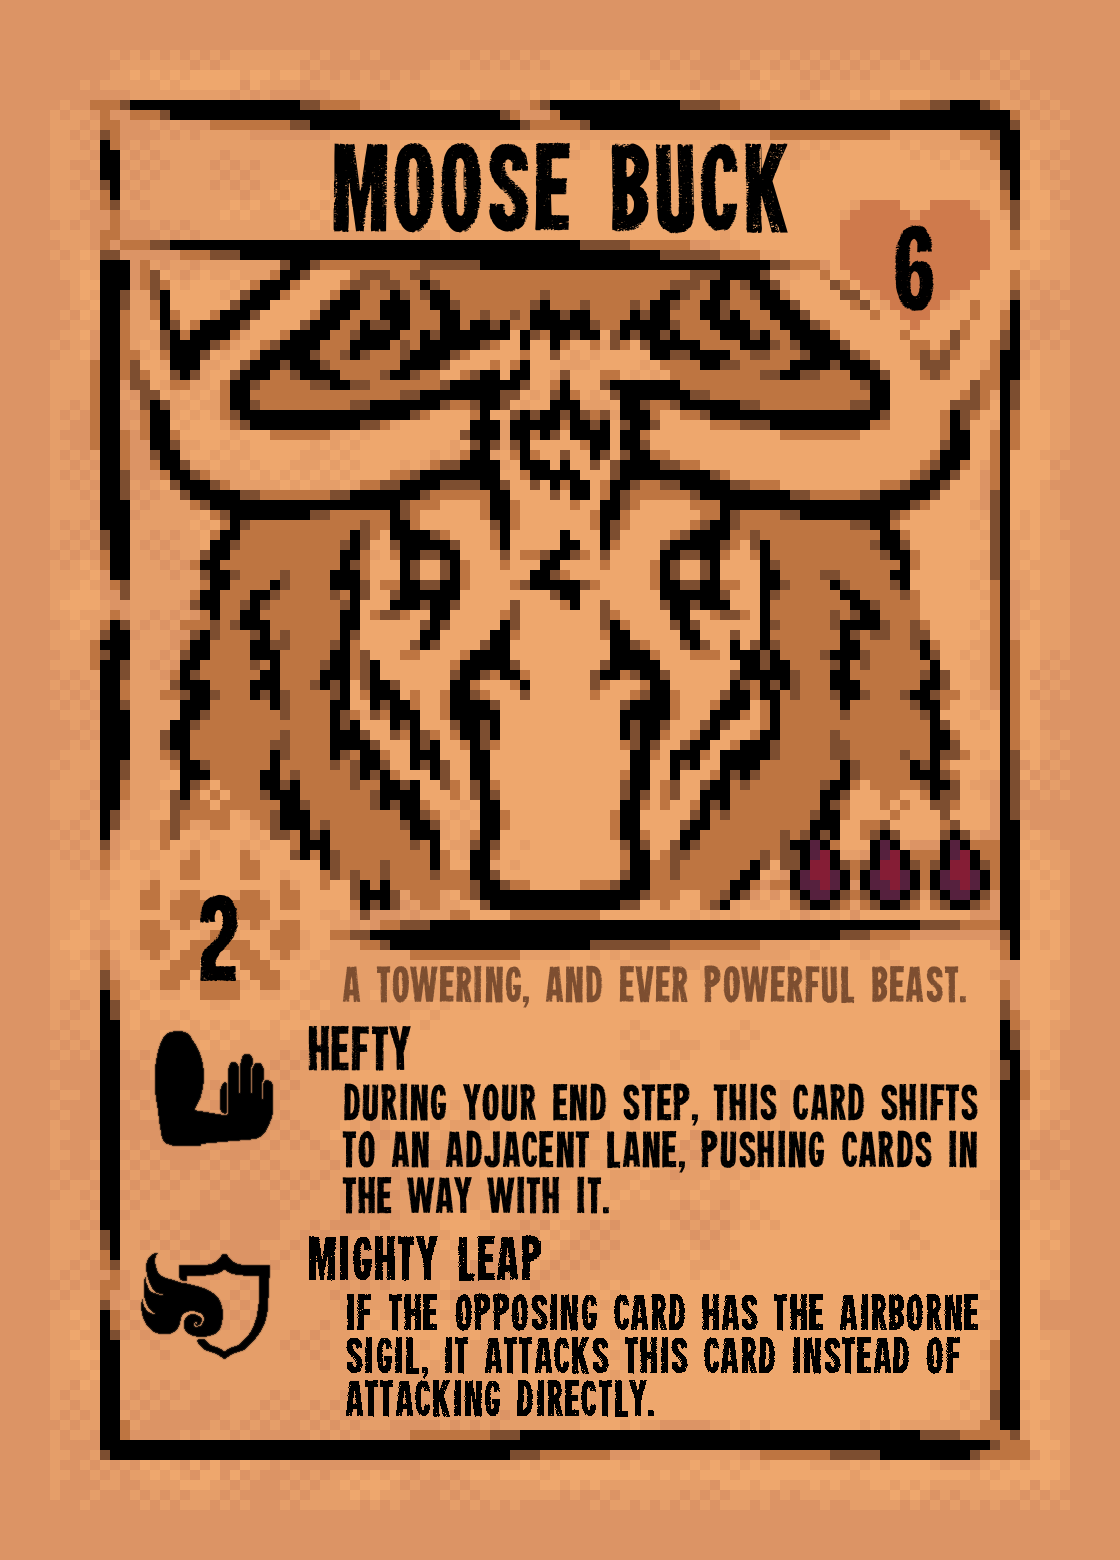 MOOSE BUCK
6
2
A TOWERING, AND EVER POWERFUL BEAST.
HEFTY
DURING YOUR END STEP, THIS CARD SHIFTS
TO AN ADJACENT LANE, PUSHING CARDS IN
THE WAY WITH IT.
MIGHTY LEAP
IF THE OPPOSING CARD HAS THE AIRBORNE
SIGIL, IT ATTACKS THIS CARD INSTEAD OF
ATTACKING DIRECTLY.